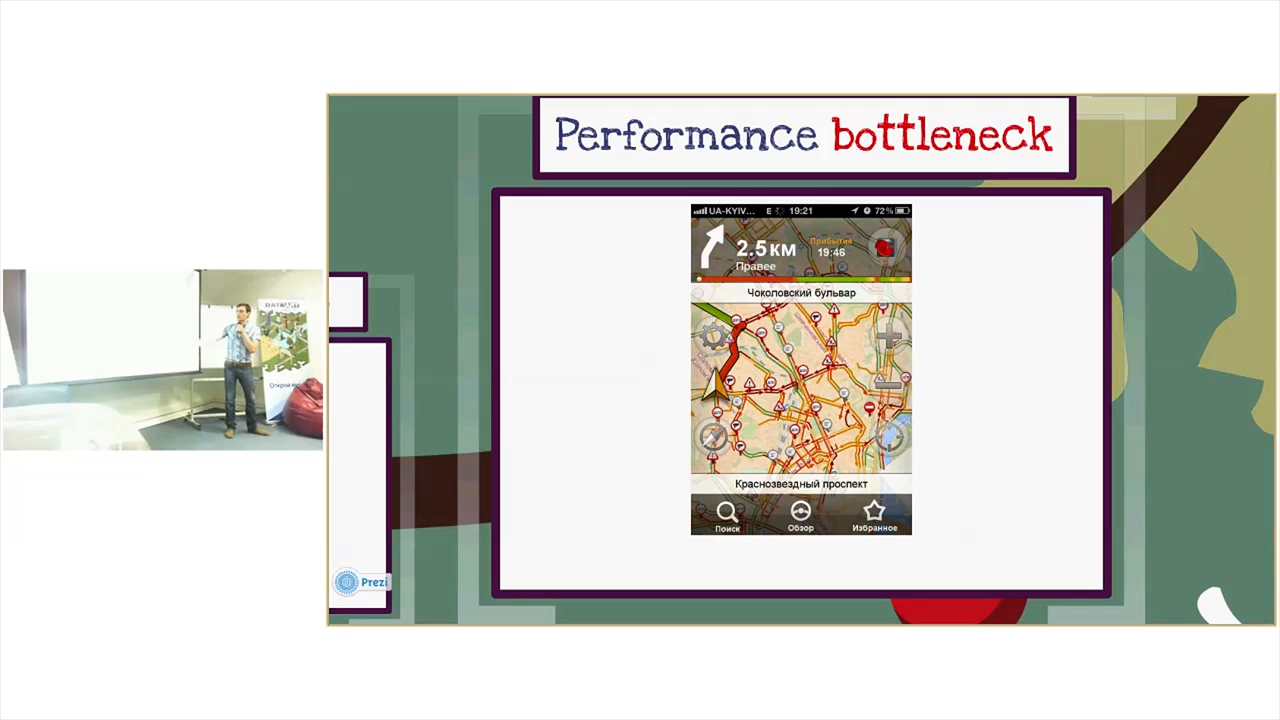 Performance bottleneck
UA-KYIV... E 19:21 72%
2.5 км
Правее
Прибытие
19:46
Чоколовский бульвар
Краснозвездный проспект
Поиск
Обзор
Избранное
Prezi
DATAART